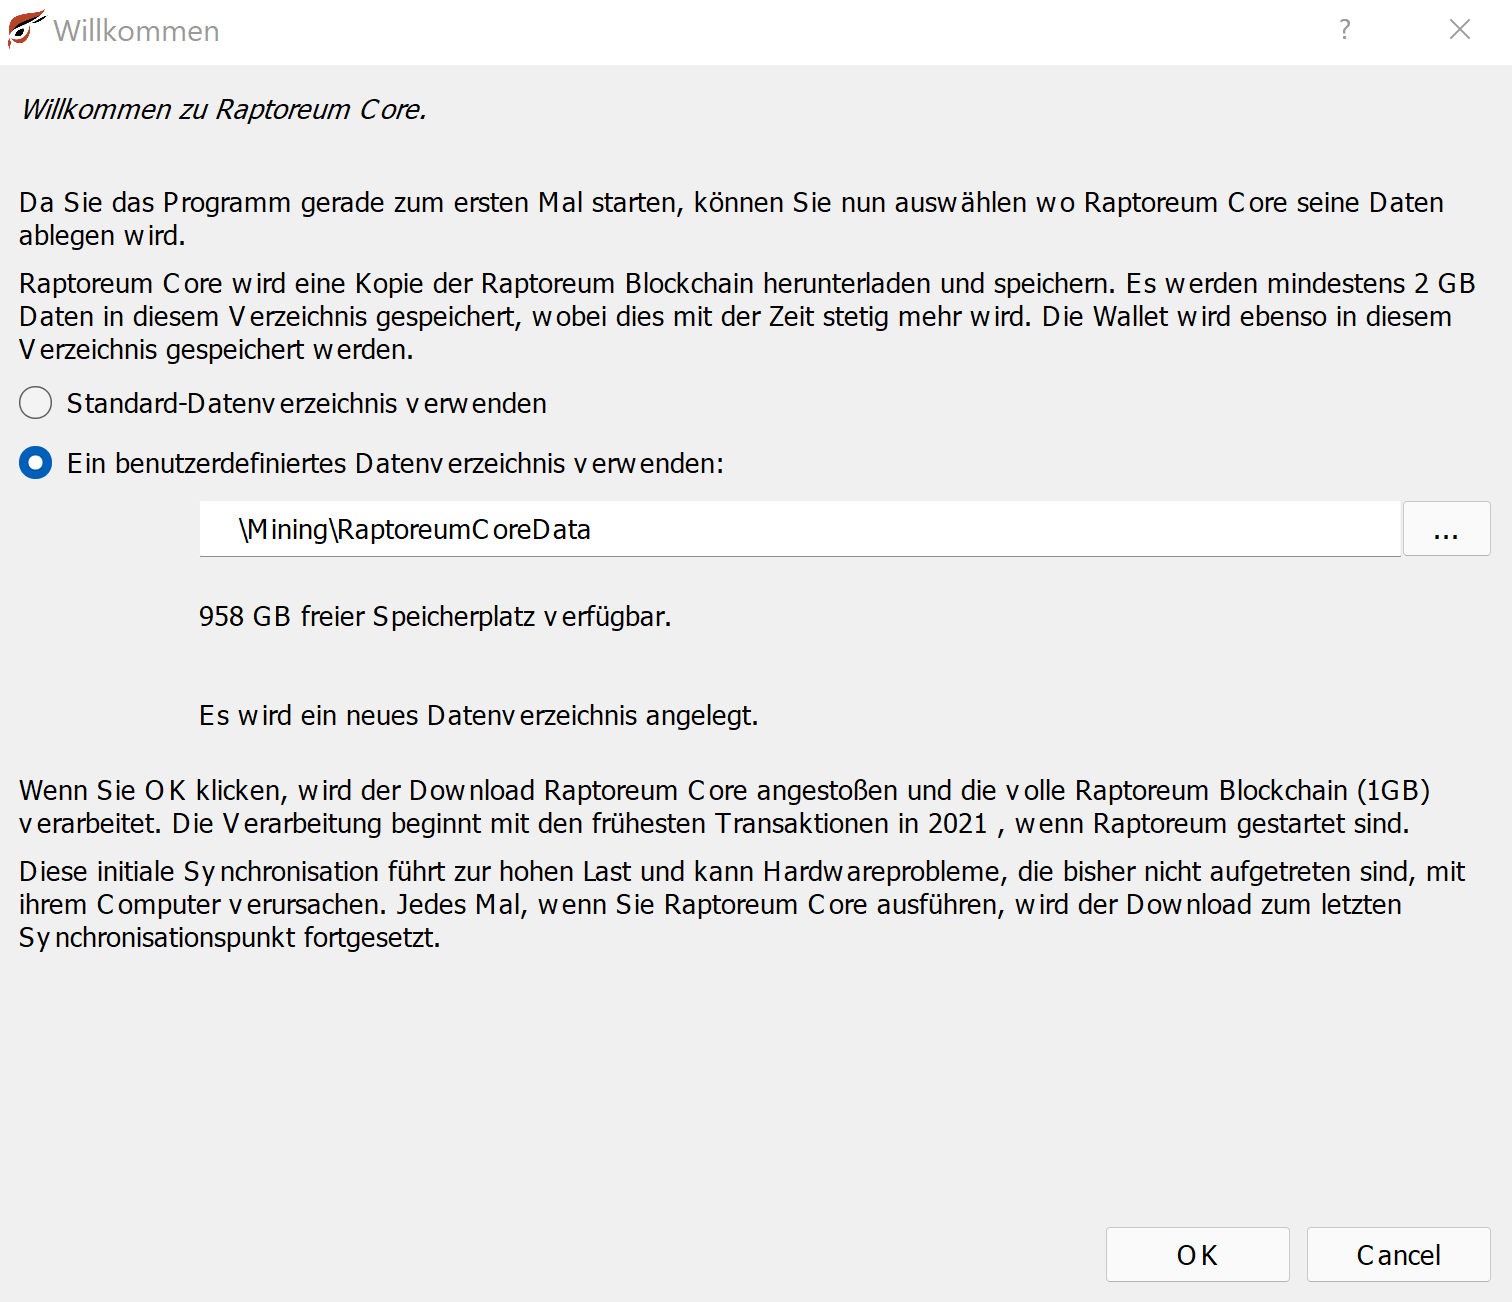 Willkommen
?
Willkommen zu Raptoreum Core.
Da Sie das Programm gerade zum ersten Mal starten, können Sie nun auswählen wo Raptoreum Core seine Daten
ablegen wird.
Raptoreum Core wird eine Kopie der Raptoreum Blockchain herunterladen und speichern. Es werden mindestens 2 GB
Daten in diesem Verzeichnis gespeichert, wobei dies mit der Zeit stetig mehr wird. Die Wallet wird ebenso in diesem
Verzeichnis gespeichert werden.
Standard-Datenverzeichnis verwenden
Ein benutzerdefiniertes Datenverzeichnis verwenden:
\Mining\RaptoreumCoreData
...
958 GB freier Speicherplatz verfügbar.
Es wird ein neues Datenverzeichnis angelegt.
Wenn Sie OK klicken, wird der Download Raptoreum Core angestoßen und die volle Raptoreum Blockchain (1GB)
verarbeitet. Die Verarbeitung beginnt mit den frühesten Transaktionen in 2021 , wenn Raptoreum gestartet sind.
Diese initiale Synchronisation führt zur hohen Last und kann Hardwareprobleme, die bisher nicht aufgetreten sind, mit
ihrem Computer verursachen. Jedes Mal, wenn Sie Raptoreum Core ausführen, wird der Download zum letzten
Synchronisationspunkt fortgesetzt.
OK
Cancel